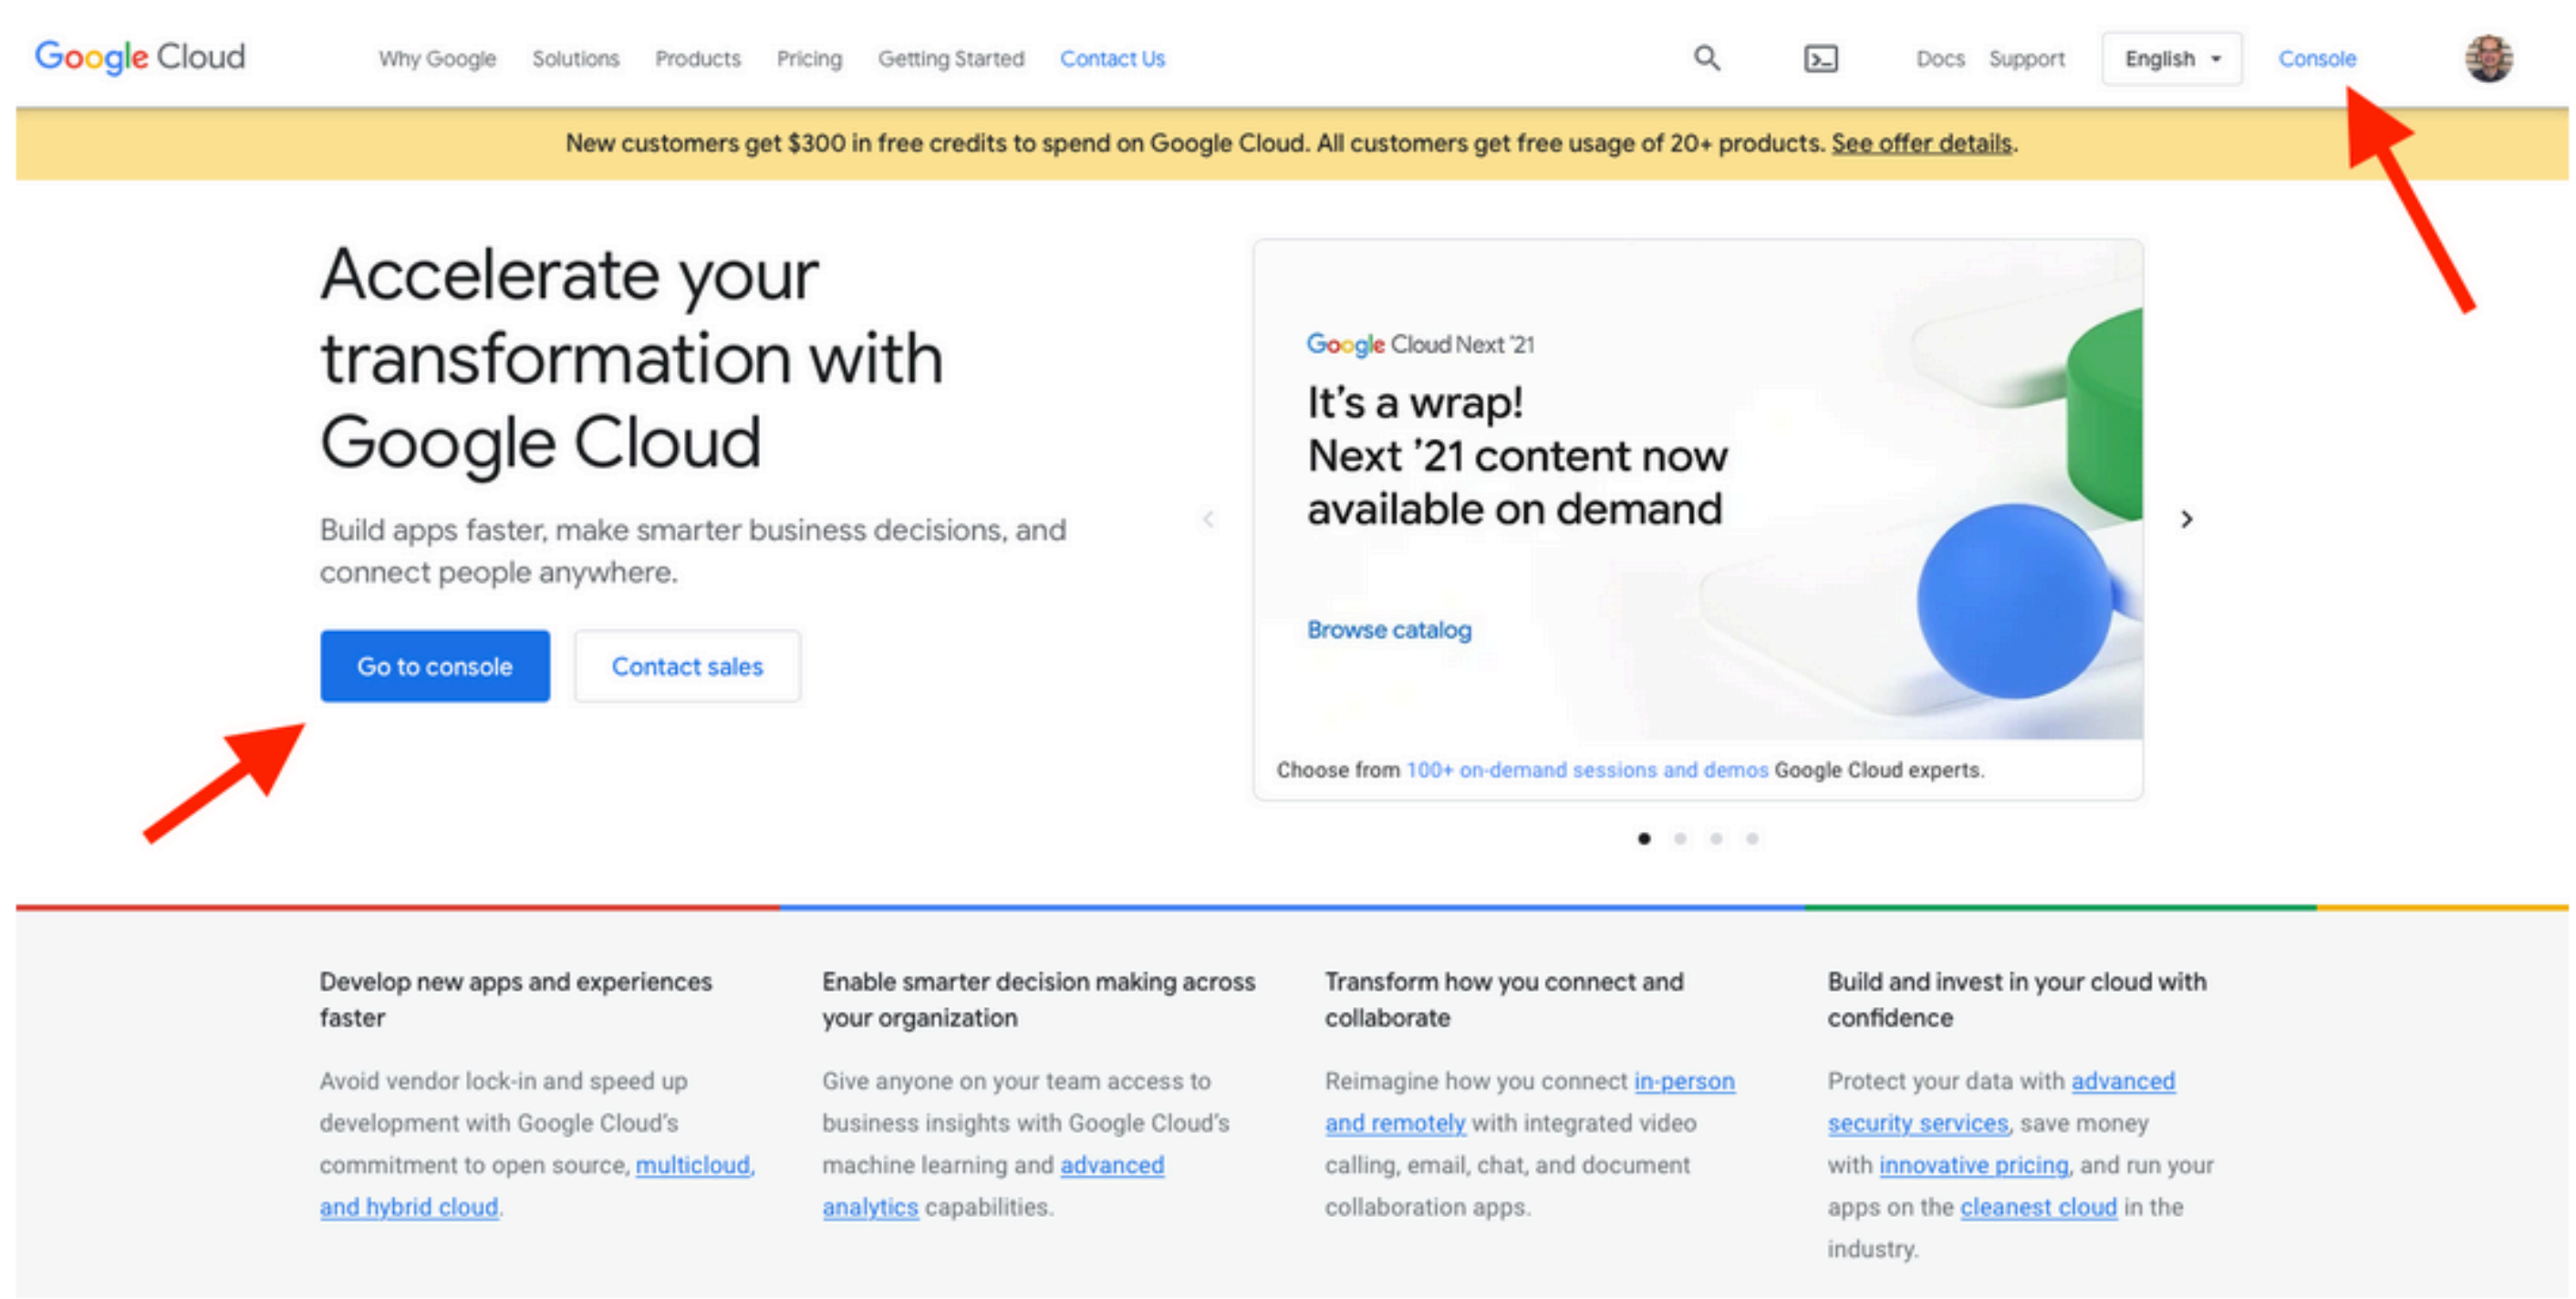 Google Cloud
Why Google
Solutions
Products
Pricing
Getting Started
Contact Us
Docs
Support
English
Console
New customers get $300 in free credits to spend on Google Cloud. All customers get free usage of 20+ products. See offer details.
Accelerate your
transformation with
Google Cloud
Build apps faster, make smarter business decisions, and
connect people anywhere.
Go to console
Contact sales
Google Cloud Next '21
It's a wrap!
Next '21 content now
available on demand
Browse catalog
Choose from 100+ on-demand sessions and demos Google Cloud experts.
Develop new apps and experiences
faster
Avoid vendor lock-in and speed up
development with Google Cloud's
commitment to open source, multicloud,
and hybrid cloud.
Enable smarter decision making across
your organization
Give anyone on your team access to
business insights with Google Cloud's
machine learning and advanced
analytics capabilities.
Transform how you connect and
collaborate
Reimagine how you connect in-person
and remotely with integrated video
calling, email, chat, and document
collaboration apps.
Build and invest in your cloud with
confidence
Protect your data with advanced
security services, save money
with innovative pricing, and run your
apps on the cleanest cloud in the
industry.